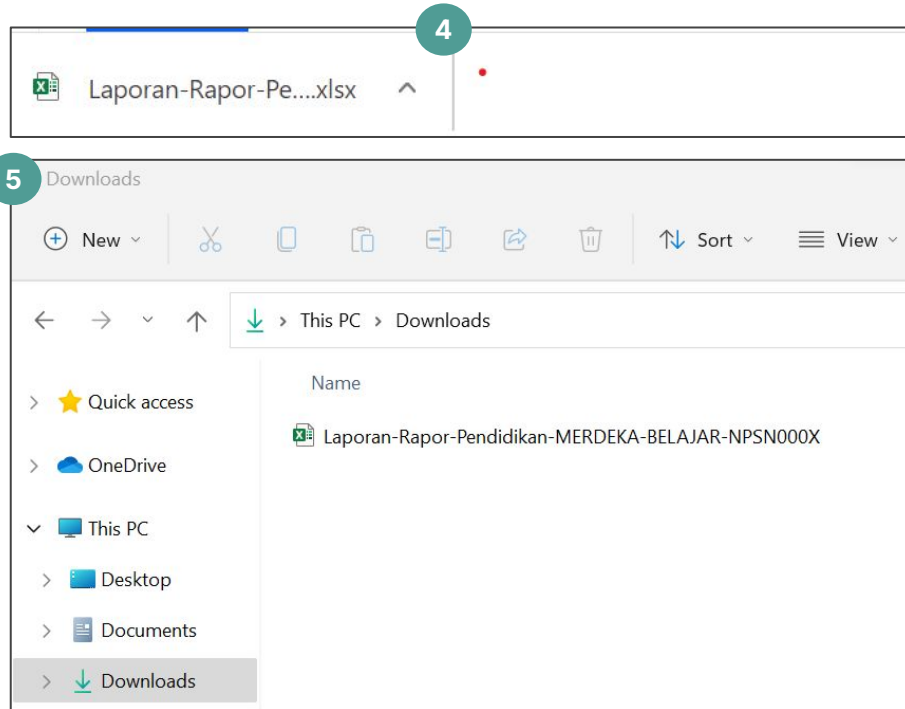 4
Laporan-Rapor-Pe....xlsx
5
Downloads
New
Sort
View
This PC > Downloads
Name
Quick access
Laporan-Rapor-Pendidikan-MERDEKA-BELAJAR-NPSN000X
OneDrive
This PC
Desktop
Documents
Downloads